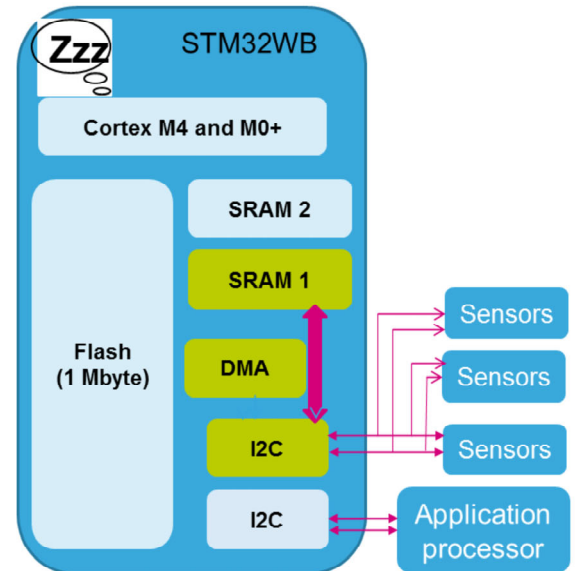 Zzz
STM32WB
Cortex M4 and M0+
SRAM 2
SRAM 1
Flash
(1 Mbyte)
DMA
I2C
I2C
Sensors
Sensors
Sensors
Application
processor